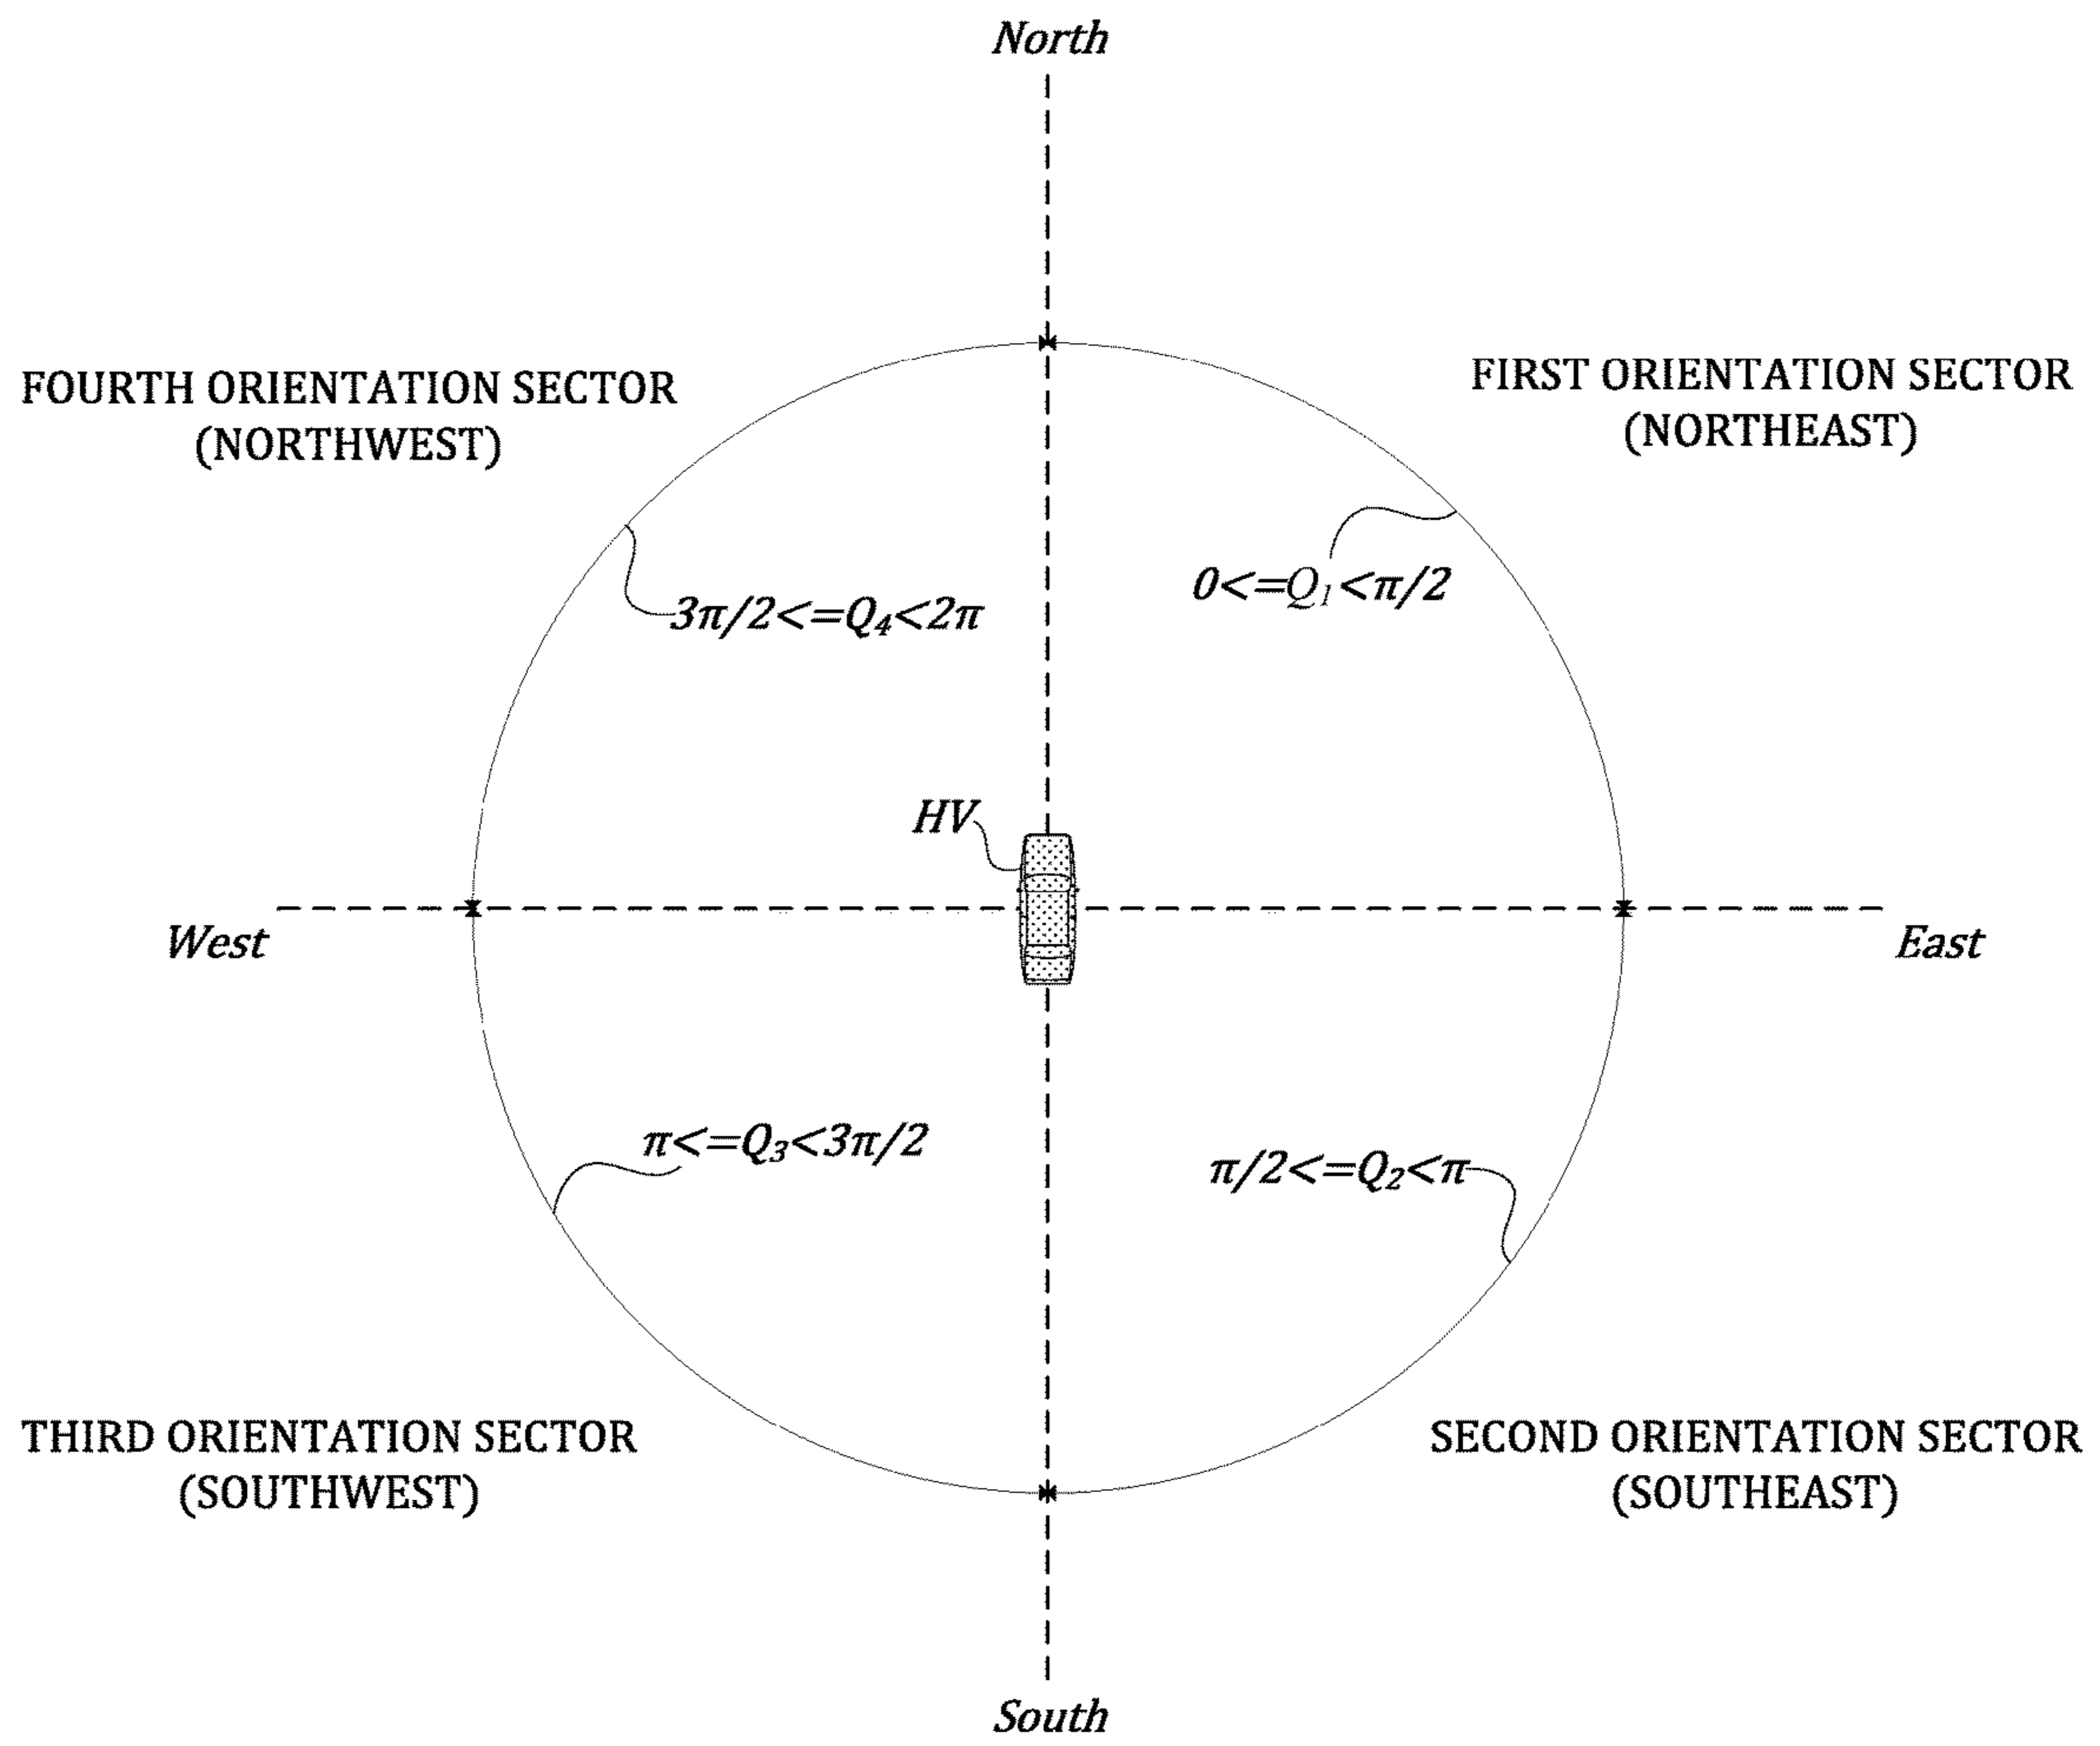 North
FOURTH ORIENTATION SECTOR
(NORTHWEST)
FIRST ORIENTATION SECTOR
(NORTHEAST)
0<=Q₁<π/2
3π/2<=Q₄<2π
HV
West
East
π<=Q₃<3π/2
π/2<=Q₂<π
THIRD ORIENTATION SECTOR
(SOUTHWEST)
SECOND ORIENTATION SECTOR
(SOUTHEAST)
South